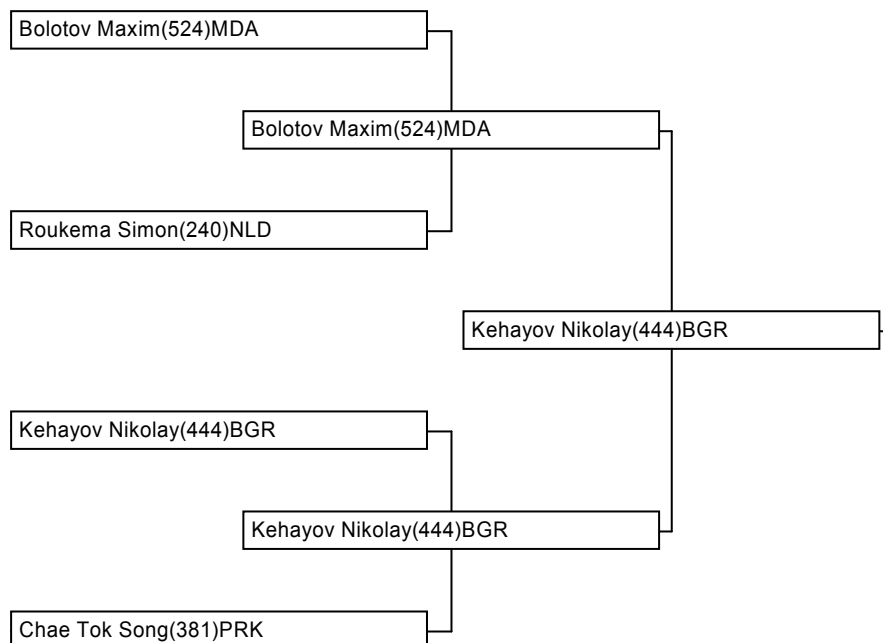 Bolotov Maxim(524)MDA
Bolotov Maxim(524)MDA
Roukema Simon(240)NLD
Kehayov Nikolay(444)BGR
Kehayov Nikolay(444)BGR
Kehayov Nikolay(444)BGR
Chae Tok Song(381)PRK